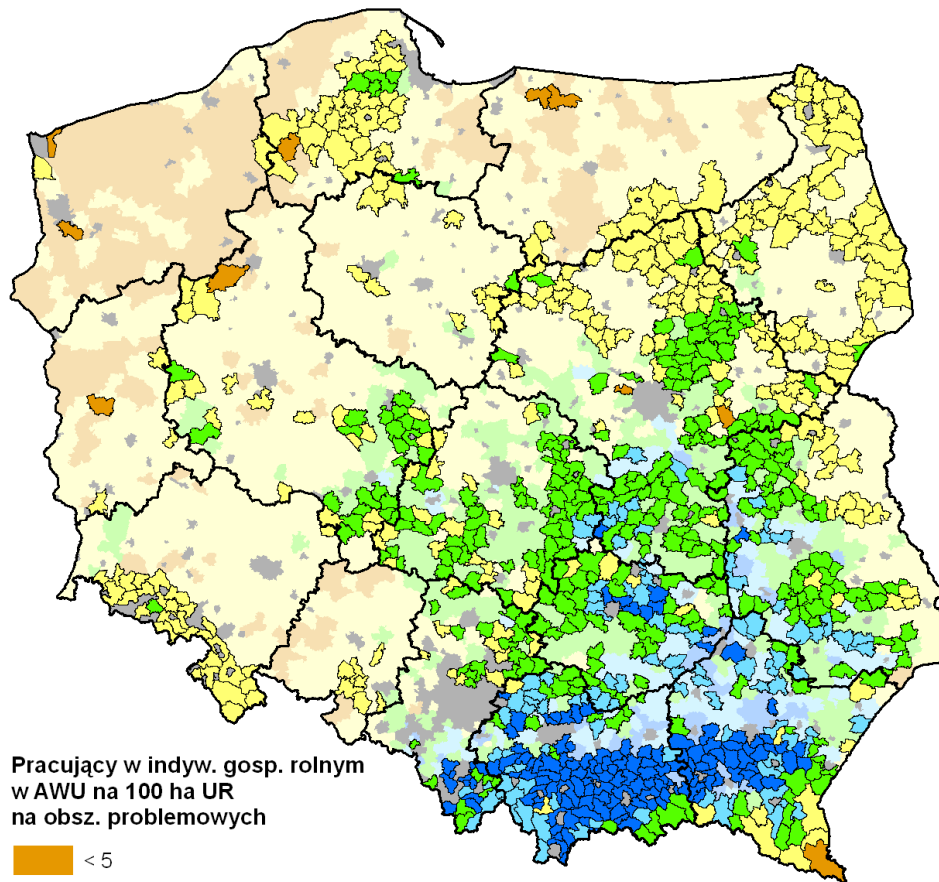 Pracujący w indyw. gosp. rolnym
w AWU na 100 ha UR
na obsz. problemowych
< 5